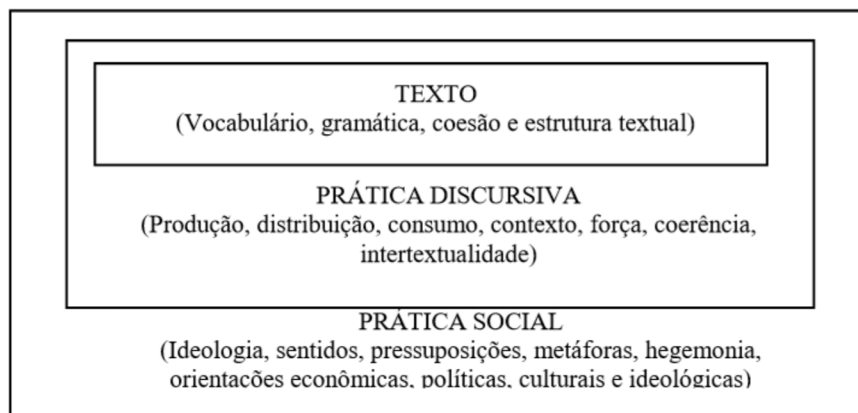 TEXTO
(Vocabulário, gramática, coesão e estrutura textual)
PRÁTICA DISCURSIVA
(Produção, distribuição, consumo, contexto, força, coerência,
intertextualidade)
PRÁTICA SOCIAL
(Ideologia, sentidos, pressuposições, metáforas, hegemonia,
orientações econômicas, políticas, culturais e ideológicas)